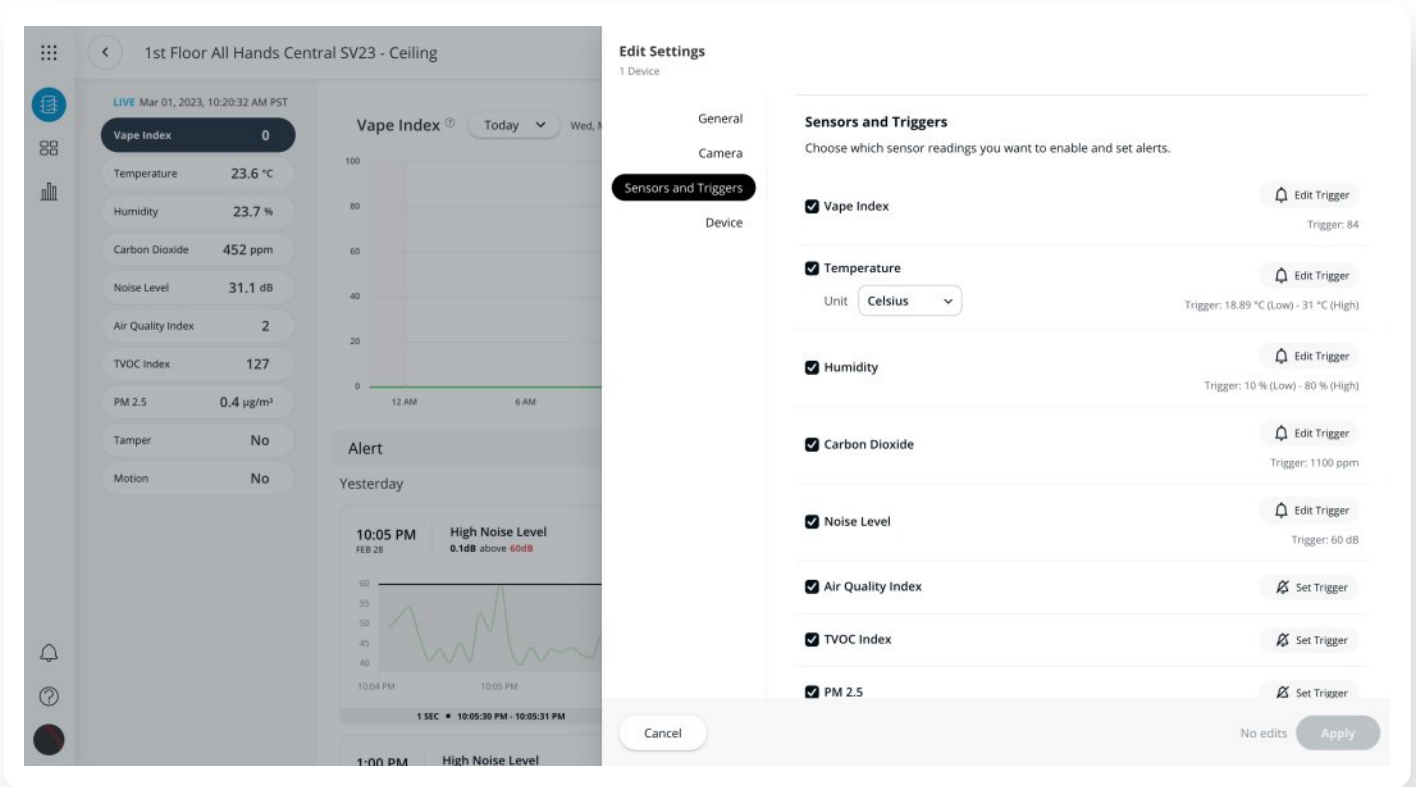 1st Floor All Hands Central SV23 - Ceiling
LIVE Mar 01, 2023, 10:20:32 AM PST
Vape Index 0
Temperature 23.6 °C
Humidity 23.7 %
Carbon Dioxide 452 ppm
Noise Level 31.1 dB
Air Quality Index 2
TVOC Index 127
PM 2.5 0.4 µg/m³
Tamper No
Motion No
Vape Index Today Wed,
100
80
60
40
20
0
12 AM 6 AM
Alert
Yesterday
10:05 PM High Noise Level
FEB 28 0.1dB above 60dB
60
55
50
45
40
10:04 PM 10:05 PM
1 SEC • 10:05:30 PM - 10:05:31 PM
1:00 PM High Noise Level
Edit Settings
1 Device
General
Camera
Sensors and Triggers
Device
Sensors and Triggers
Choose which sensor readings you want to enable and set alerts.
Vape Index Edit Trigger
Trigger: 84
Temperature Edit Trigger
Unit Celsius Trigger: 18.89 °C (Low) - 31 °C (High)
Humidity Edit Trigger
Trigger: 10 % (Low) - 80 % (High)
Carbon Dioxide Edit Trigger
Trigger: 1100 ppm
Noise Level Edit Trigger
Trigger: 60 dB
Air Quality Index Set Trigger
TVOC Index Set Trigger
PM 2.5 Set Trigger
Cancel No edits Apply